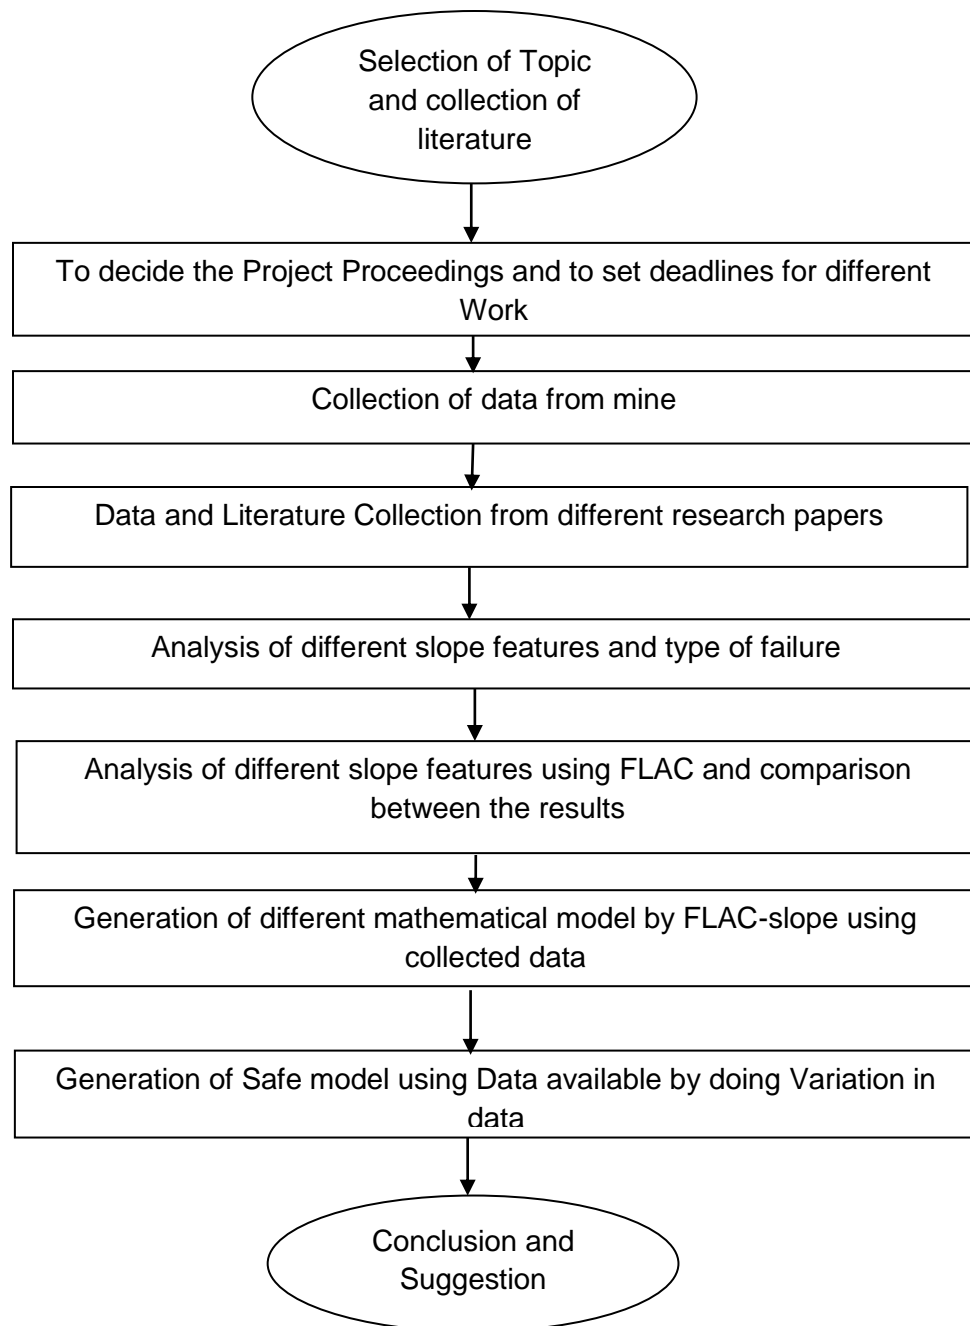 Selection of Topic
and collection of
literature
To decide the Project Proceedings and to set deadlines for different
Work
Collection of data from mine
Data and Literature Collection from different research papers
Analysis of different slope features and type of failure
Analysis of different slope features using FLAC and comparison
between the results
Generation of different mathematical model by FLAC-slope using
collected data
Generation of Safe model using Data available by doing Variation in
data
Conclusion and
Suggestion